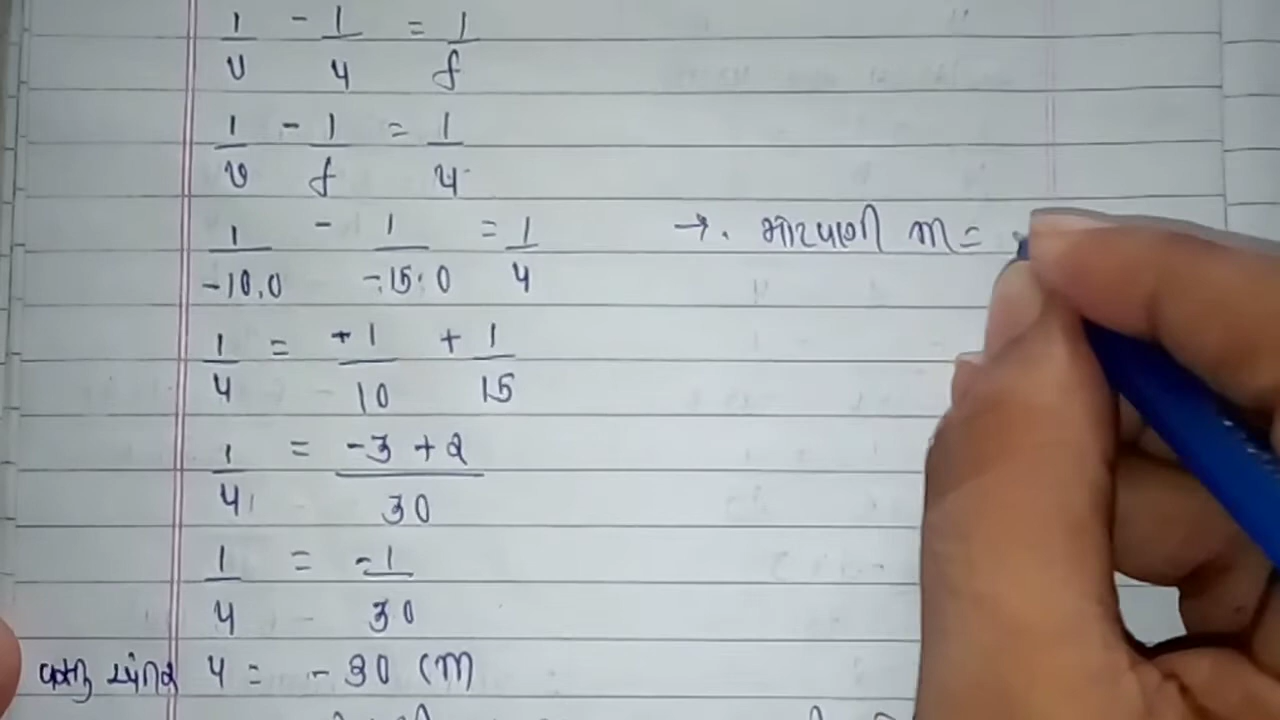 1/v - 1/u = 1/f
1/v - 1/f = 1/u
1/-10.0 - 1/-15.0 = 1/u
→. મોટવણી m =
1/u = -1/10 + 1/15
1/u = -3 + 2/30
1/u = -1/30
વસ્તુ અંતર u = - 30 cm